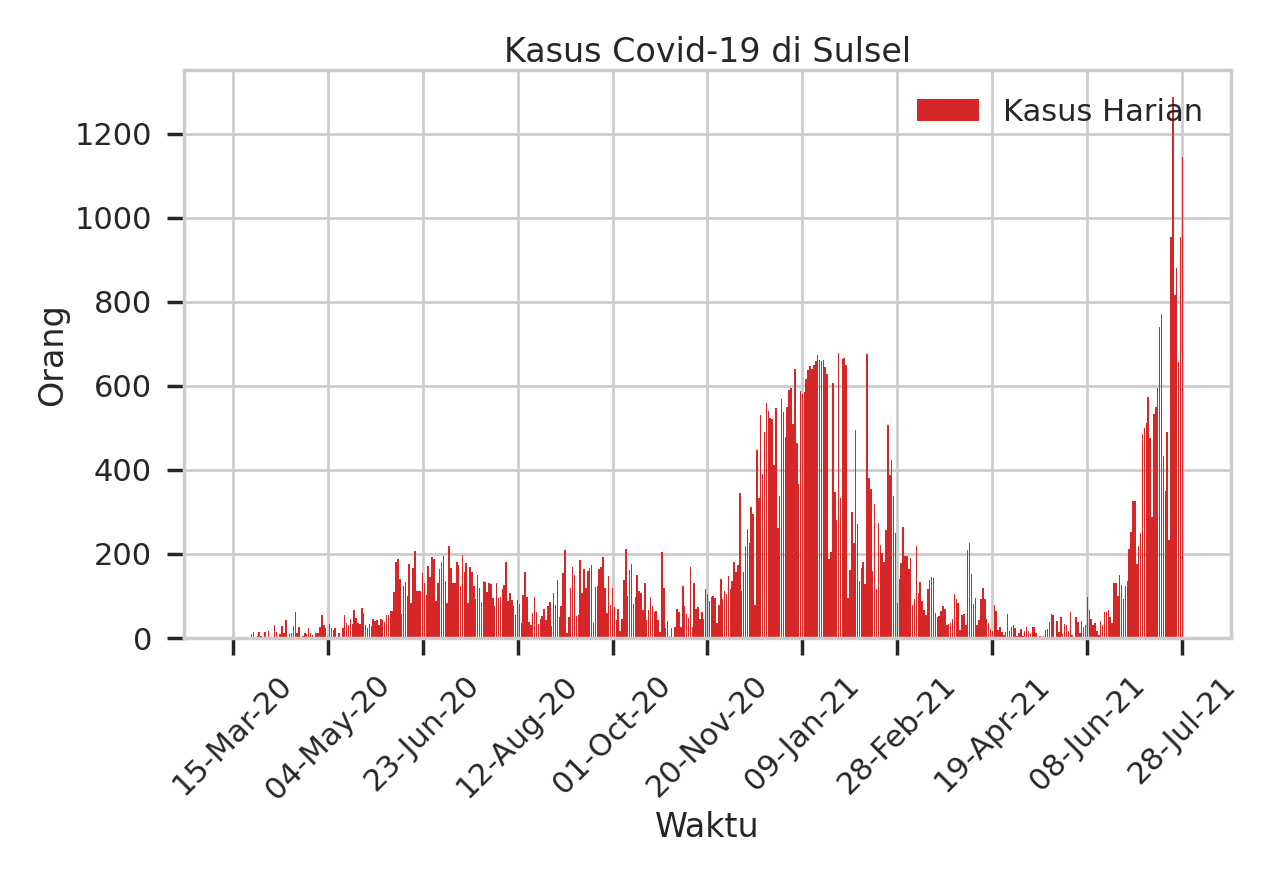 Kasus Covid-19 di Sulsel
Kasus Harian
Orang
1200
1000
800
600
400
200
0
15-Mar-20
04-May-20
23-Jun-20
12-Aug-20
01-Oct-20
20-Nov-20
09-Jan-21
28-Feb-21
19-Apr-21
08-Jun-21
28-Jul-21
Waktu